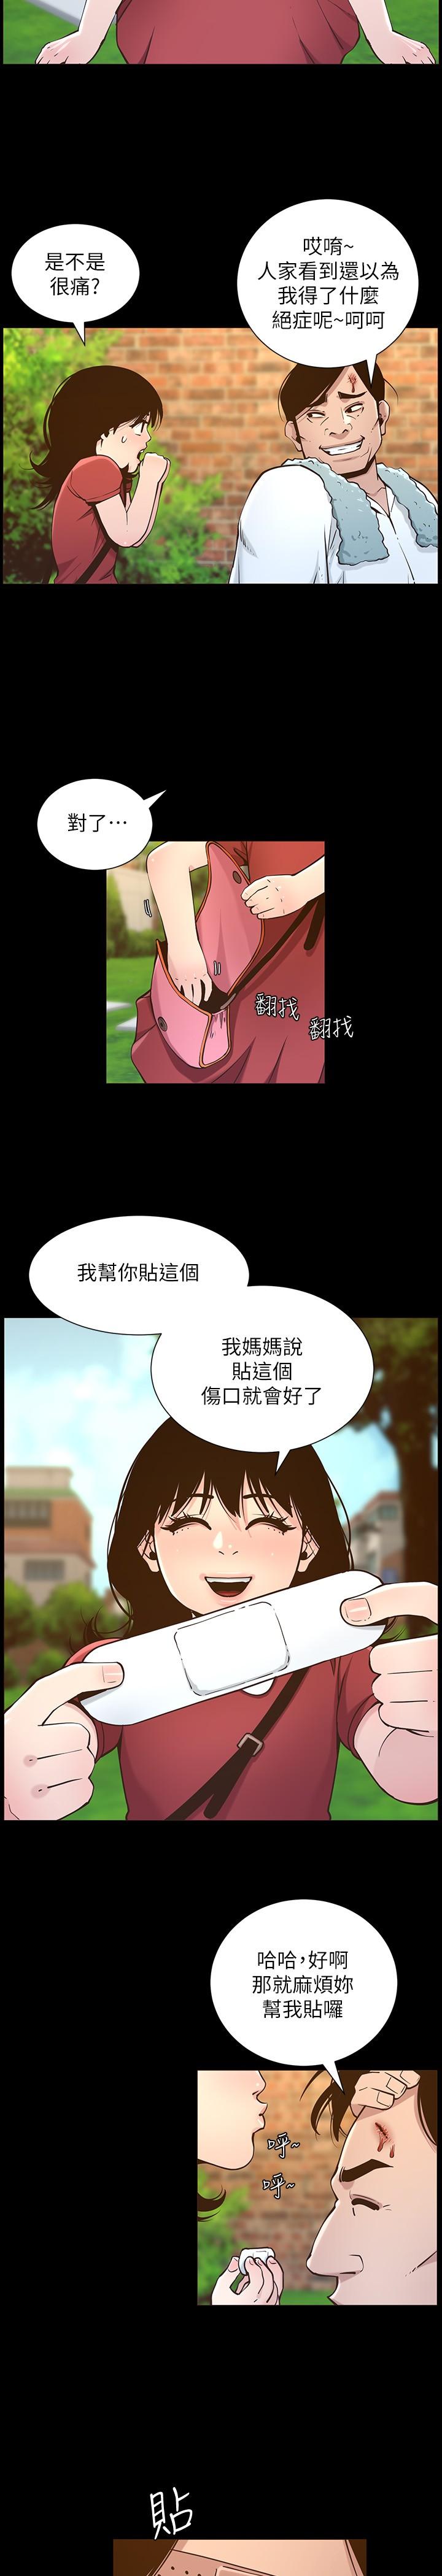 是不是
很痛?
哎唷~
人家看到還以為
我得了什麼
絕症呢~呵呵
對了⋯
翻找
翻找
我幫你貼這個
我媽媽說
貼這個
傷口就會好了
哈哈，好啊
那就麻煩妳
幫我貼囉
呼~
呼~
貼